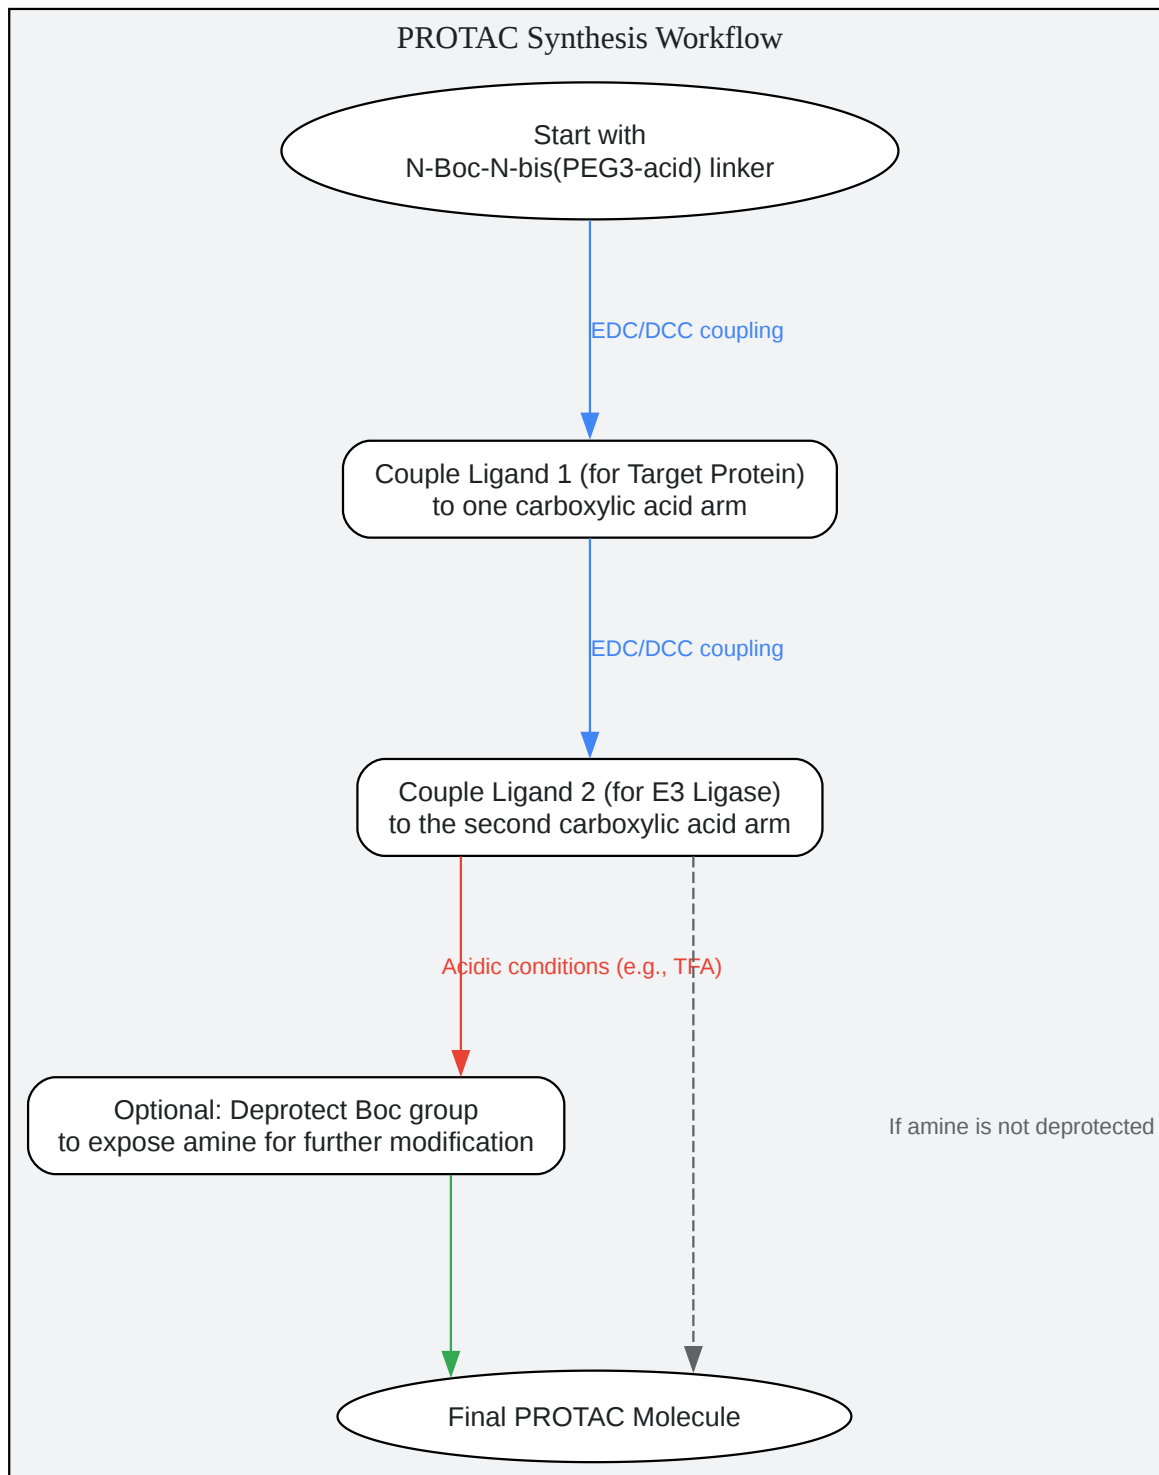 PROTAC Synthesis Workflow
Start with
N-Boc-N-bis(PEG3-acid) linker
EDC/DCC coupling
Couple Ligand 1 (for Target Protein)
to one carboxylic acid arm
EDC/DCC coupling
Couple Ligand 2 (for E3 Ligase)
to the second carboxylic acid arm
Acidic conditions (e.g., TFA)
Optional: Deprotect Boc group
to expose amine for further modification
If amine is not deprotected
Final PROTAC Molecule